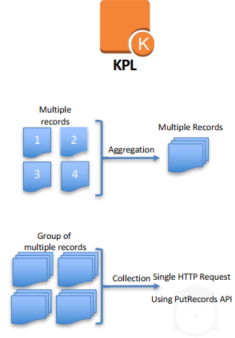 K
KPL
Multiple
records
1
2
3
4
Aggregation
Multiple Records
Group of
multiple records
Collection
Single HTTP Request
Using PutRecords API